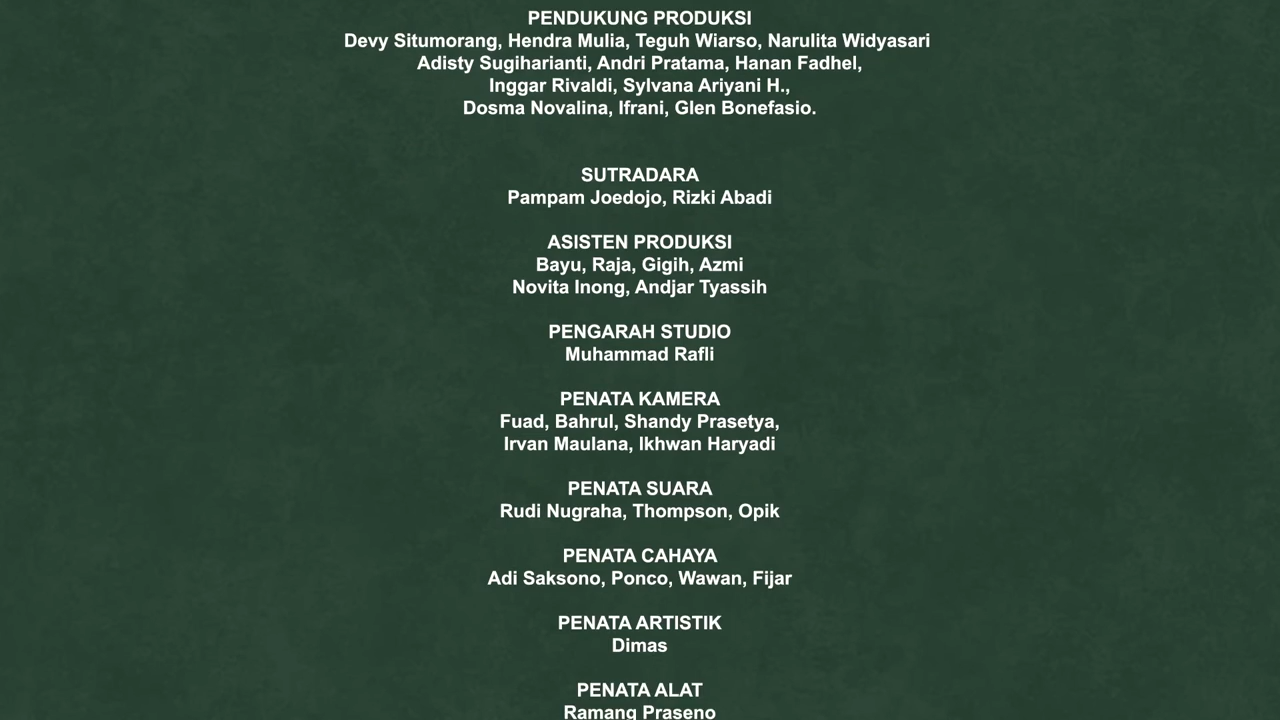 PENDUKUNG PRODUKSI
Devy Situmorang, Hendra Mulia, Teguh Wiarso, Narulita Widyasari
Adisty Sugiharianti, Andri Pratama, Hanan Fadhel,
Inggar Rivaldi, Sylvana Ariyani H.,
Dosma Novalina, Ifrani, Glen Bonefasio.
SUTRADARA
Pampam Joedojo, Rizki Abadi
ASISTEN PRODUKSI
Bayu, Raja, Gigih, Azmi
Novita Inong, Andjar Tyassih
PENGARAH STUDIO
Muhammad Rafli
PENATA KAMERA
Fuad, Bahrul, Shandy Prasetya,
Irvan Maulana, Ikhwan Haryadi
PENATA SUARA
Rudi Nugraha, Thompson, Opik
PENATA CAHAYA
Adi Saksono, Ponco, Wawan, Fijar
PENATA ARTISTIK
Dimas
PENATA ALAT
Ramang Praseno